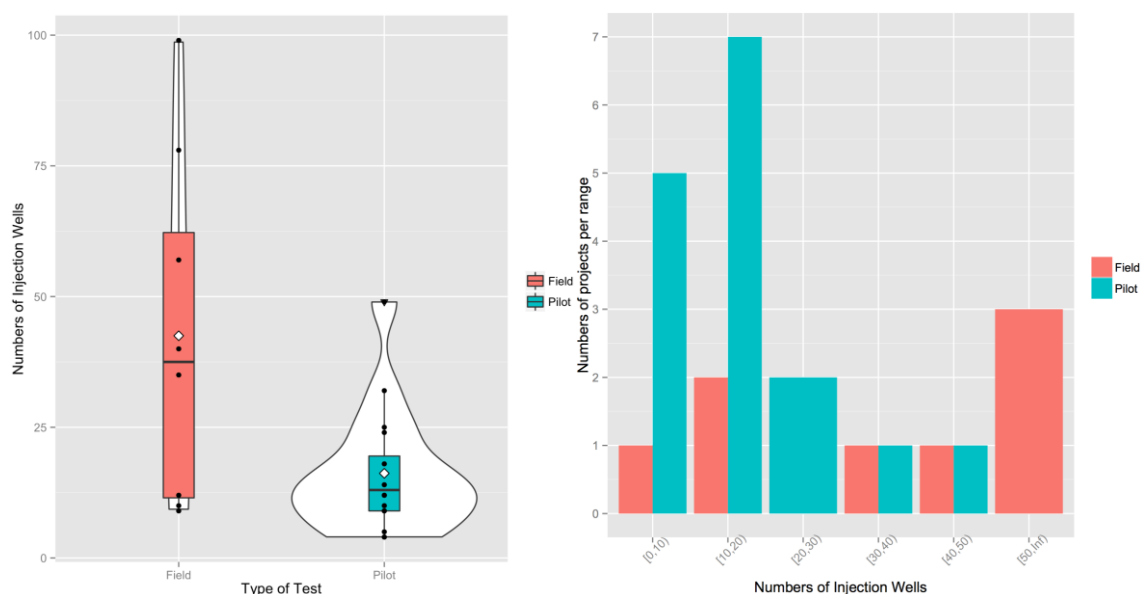 100
75
50
25
0
Numbers of Injection Wells
Field
Pilot
Type of Test
Field
Pilot
7
6
5
4
3
2
1
0
Numbers of projects per range
[0,10)
[10,20)
[20,30)
[30,40)
[40,50)
[50,Inf)
Numbers of Injection Wells
Field
Pilot